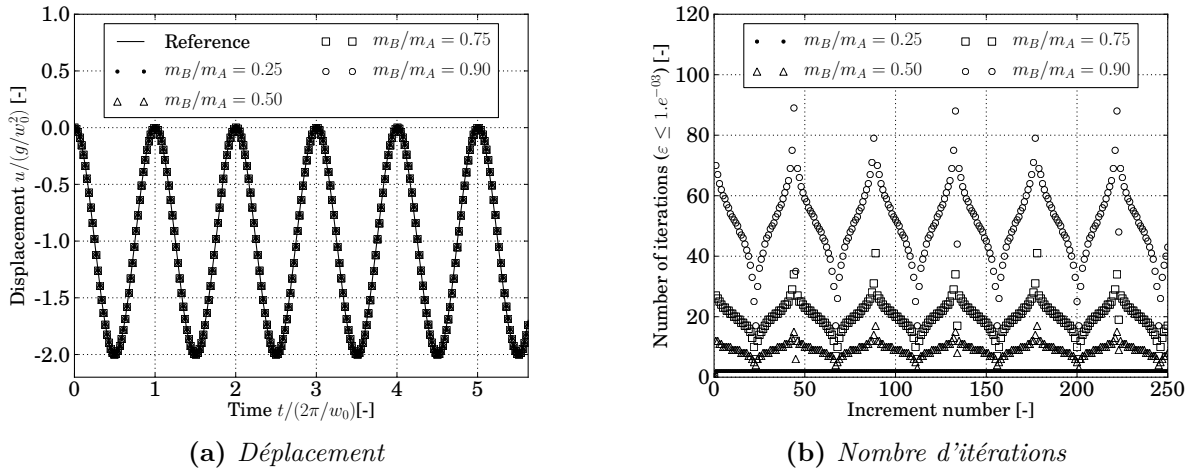 1.0
0.5
0.0
-0.5
-1.0
-1.5
-2.0
Displacement u/(g/w_0^2) [-]
Reference
m_B/m_A = 0.25
m_B/m_A = 0.50
m_B/m_A = 0.75
m_B/m_A = 0.90
0 1 2 3 4 5
Time t/(2π/w_0)[-]
(a) Déplacement
120
100
80
60
40
20
0
Number of iterations (ε ≤ 1.e^{-03}) [-]
m_B/m_A = 0.25
m_B/m_A = 0.50
m_B/m_A = 0.75
m_B/m_A = 0.90
0 50 100 150 200 250
Increment number [-]
(b) Nombre d'itérations